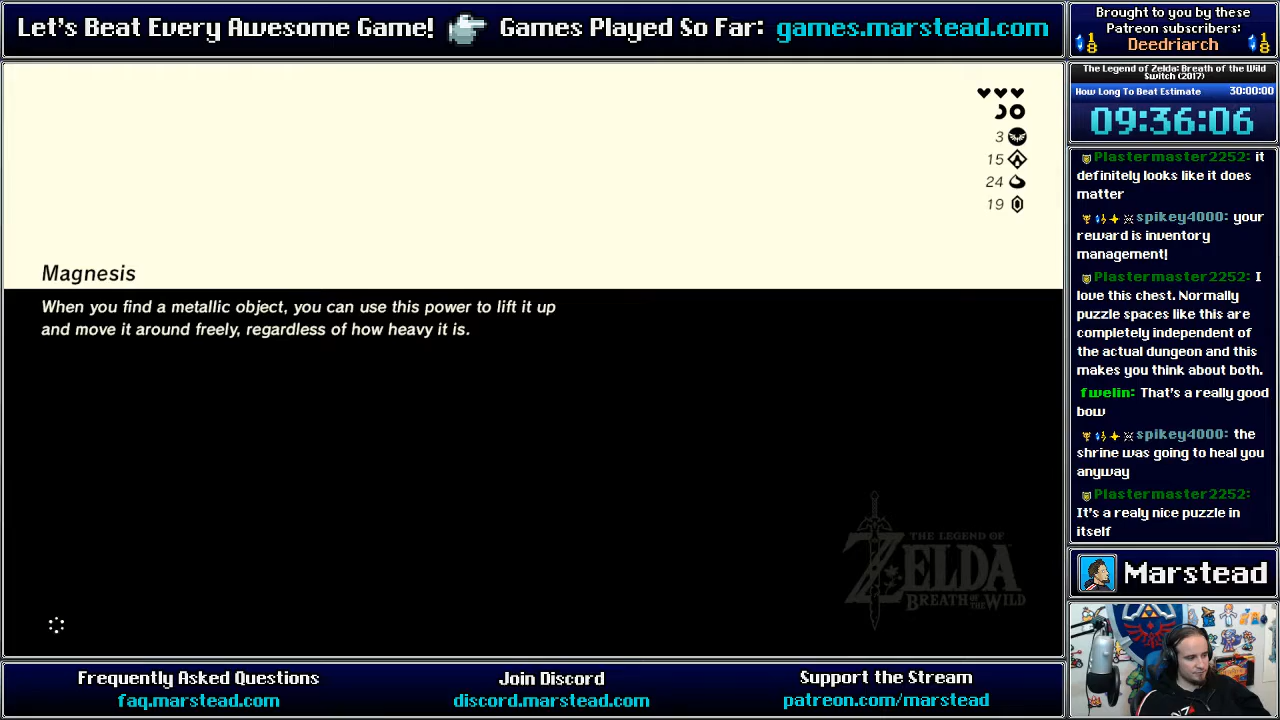 Let's Beat Every Awesome Game!
Games Played So Far: games.marstead.com
Brought to you by these
Patreon subscribers:
Deedriarch
The Legend of Zelda: Breath of the Wild
Switch (2017)
How Long To Beat Estimate 30:00:00
09:36:06
3
15
24
19
Magnesis
When you find a metallic object, you can use this power to lift it up
and move it around freely, regardless of how heavy it is.
THE LEGEND OF
ZELDA
BREATH OF THE WILD
Plastermaster2252: it
definitely looks like it does
matter
spikey4000: your
reward is inventory
management!
Plastermaster2252: I
love this chest. Normally
puzzle spaces like this are
completely independent of
the actual dungeon and this
makes you think about both.
fwelin: That's a really good
bow
spikey4000: the
shrine was going to heal you
anyway
Plastermaster2252:
It's a realy nice puzzle in
itself
Marstead
Frequently Asked Questions
faq.marstead.com
Join Discord
discord.marstead.com
Support the Stream
patreon.com/marstead